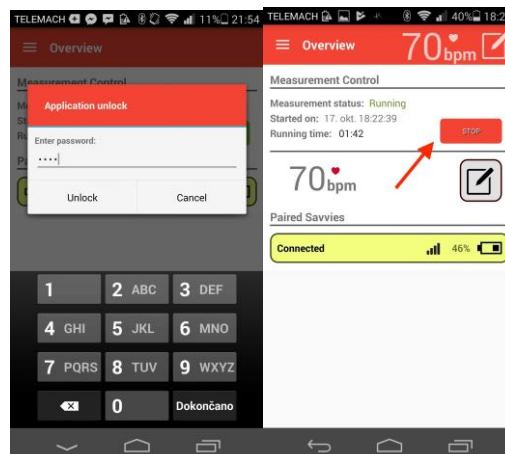 TELEMACH 11% 21:54
Overview
Measurement Control
Application unlock
Enter password:
....
Unlock Cancel
1 2 ABC 3 DEF
4 GHI 5 JKL 6 MNO
7 PQRS 8 TUV 9 WXYZ
0 Dokončano
TELEMACH 40% 18:2
Overview 70 bpm
Measurement Control
Measurement status: Running
Started on: 17. okt. 18:22:39
Running time: 01:42
STOP
70 bpm
Paired Savvies
Connected 46%